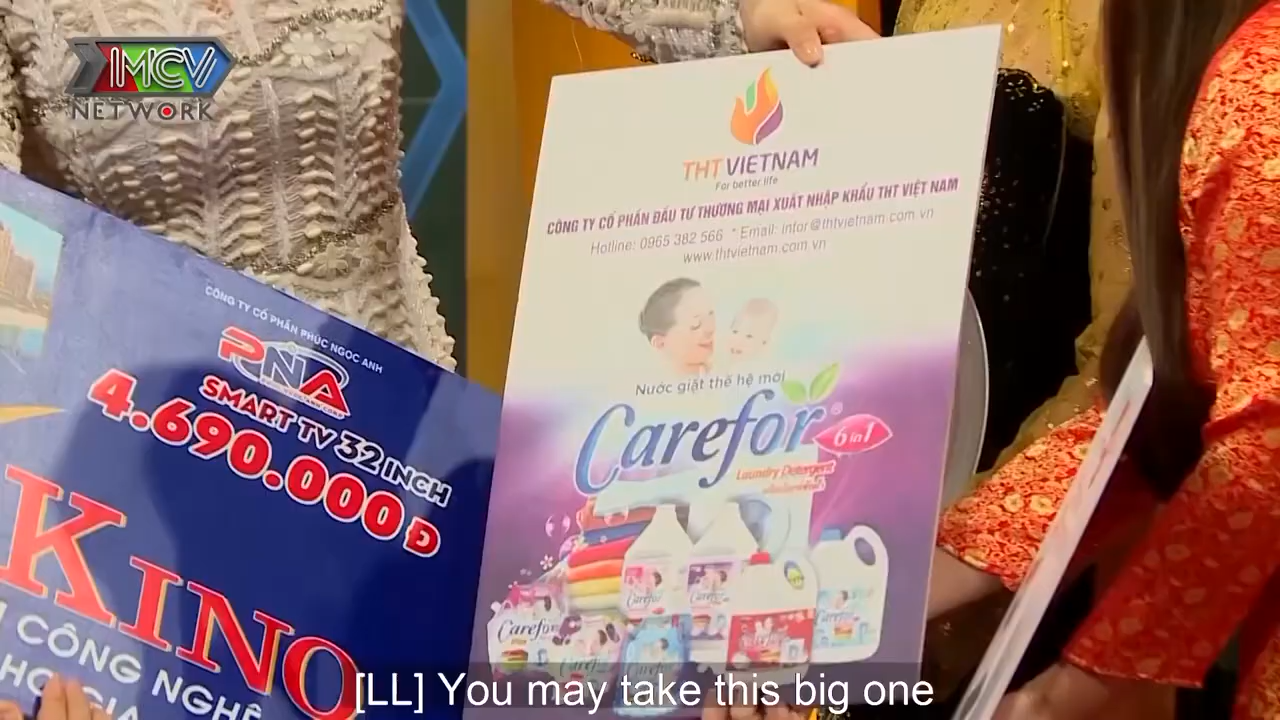 MCV
NETWORK
THT VIETNAM
For better life
CÔNG TY CỔ PHẦN ĐẦU TƯ THƯƠNG MẠI XUẤT NHẬP KHẨU THT VIỆT NAM
Hotline: 0965 382 566 * Email: infor@thtvietnam.com.vn
www.thtvietnam.com.vn
Nước giặt thế hệ mới
Carefor®
6 in 1
Laundry Detergent
Carefor
Carefor
Carefor
CÔNG TY CỔ PHẦN PHÚC NGỌC ANH
PNA
SMART TV 32 INCH
4.690.000 Đ
KINO
CÔNG NGHỆ
[LL] You may take this big one